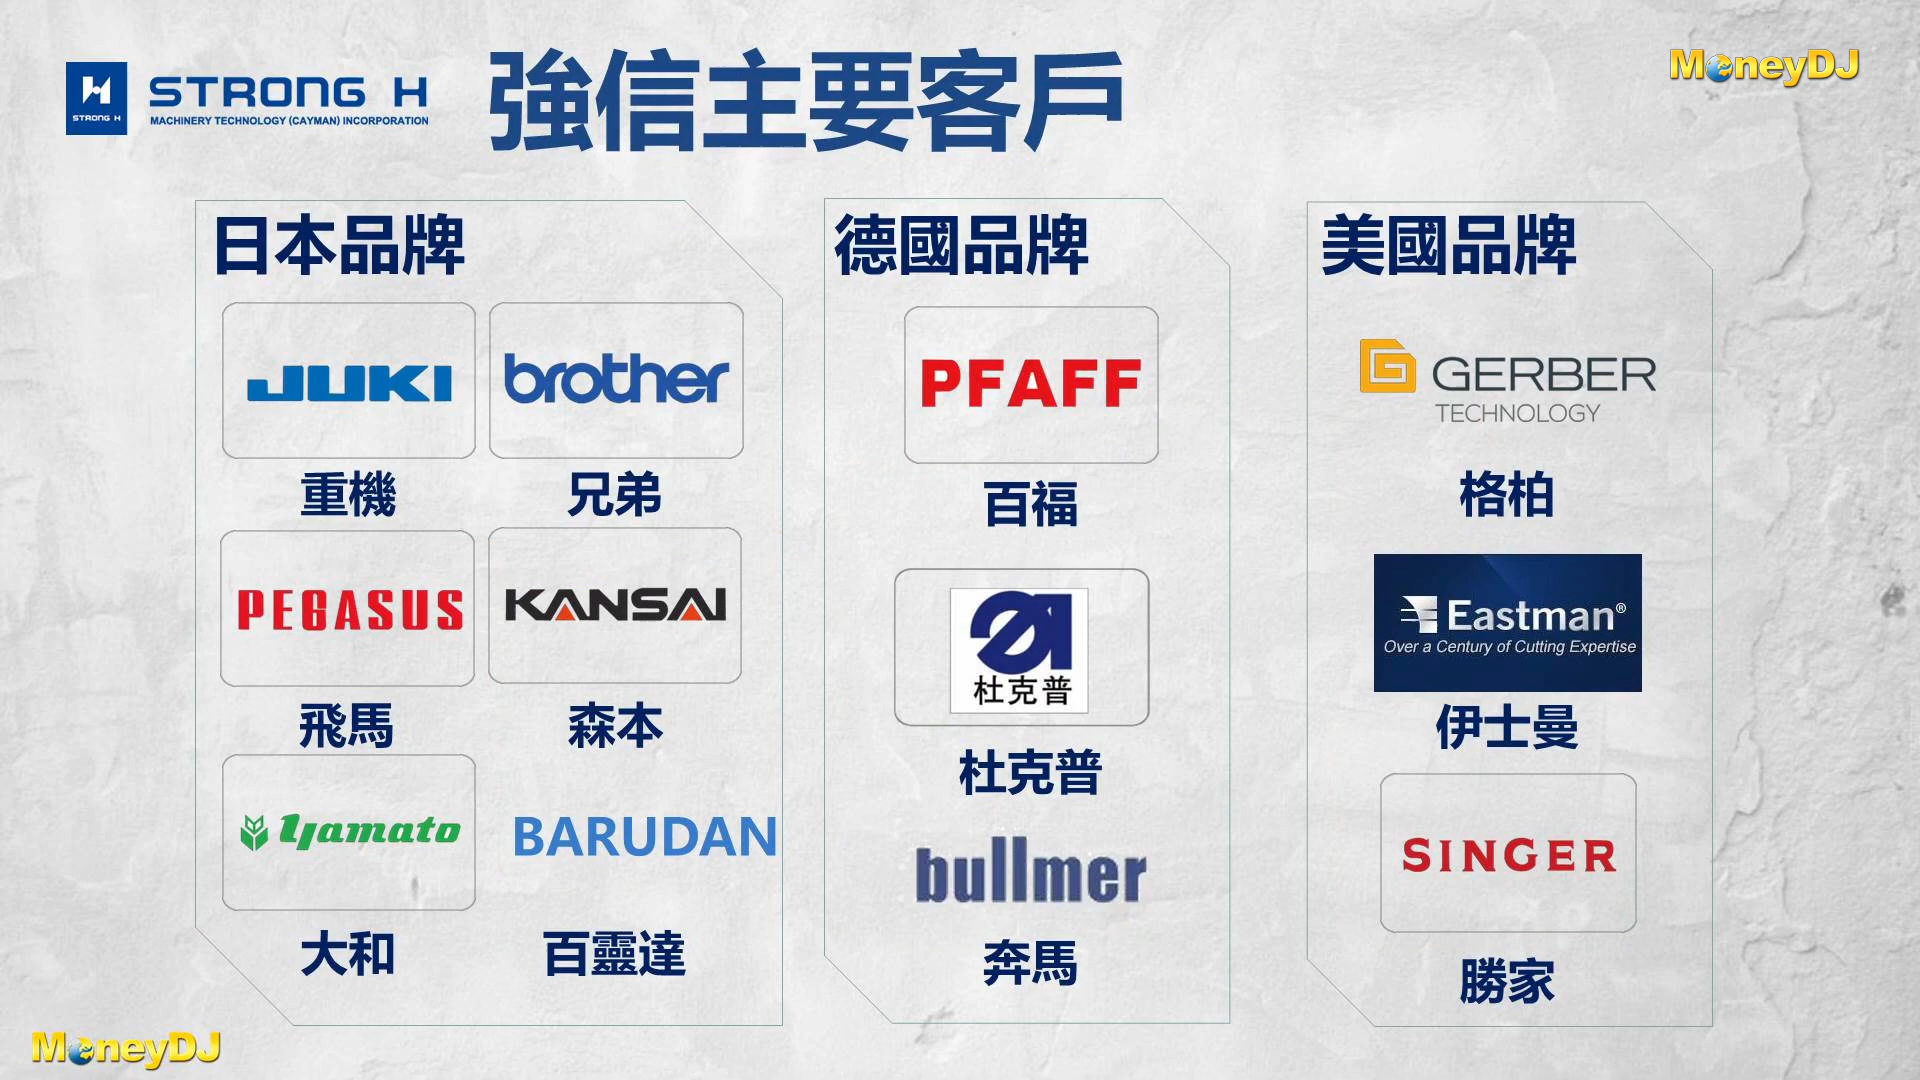 STRONG H
STRONG H
MACHINERY TECHNOLOGY (CAYMAN) INCORPORATION
強信主要客戶
MoneyDJ
日本品牌
JUKI
brother
重機
兄弟
PEGASUS
KANSAI
飛馬
森本
yamato
BARUDAN
大和
百靈達
德國品牌
PFAFF
百福
杜克普
杜克普
bullmer
奔馬
美國品牌
GERBER
TECHNOLOGY
格柏
Eastman®
Over a Century of Cutting Expertise
伊士曼
SINGER
勝家
MoneyDJ